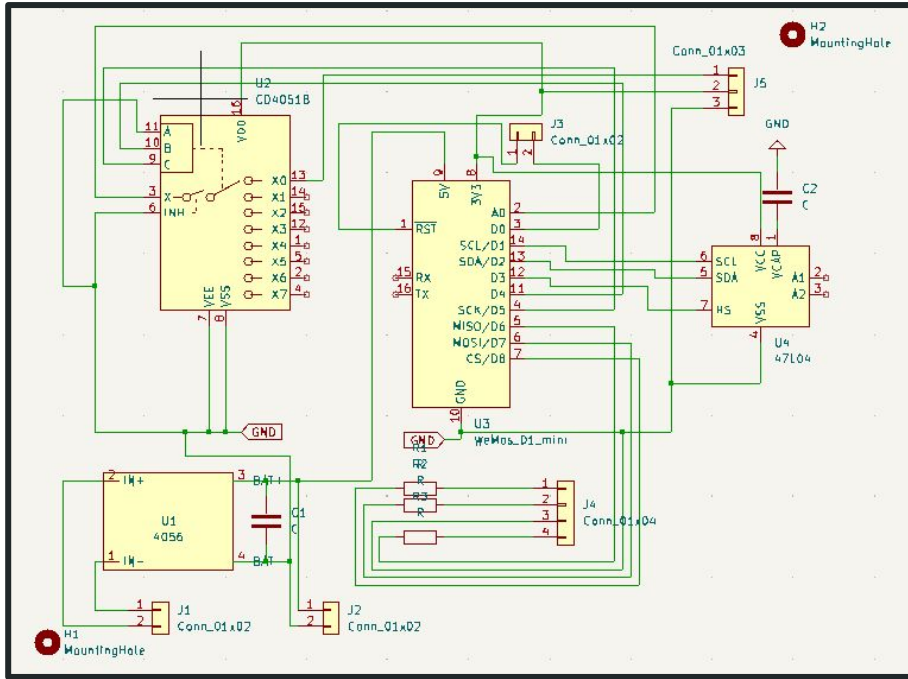 H2
MountingHole
Conn_01x03
1
2
3
J5
U2
CD4051B
16
VDD
11
A
10
B
9
C
3
X
6
INH
X0
13
X1
14
X2
15
X3
12
X4
1
X5
5
X6
2
X7
4
VEE
VSS
7
8
GND
J3
Conn_01x02
1
2
9
8
5V
3V3
1
RST
15
RX
16
TX
A0
2
D0
3
SCL/D1
14
SDA/D2
13
D3
12
D4
11
SCK/D5
4
MISO/D6
5
MOSI/D7
6
CS/D8
7
GND
10
U3
WeMos_D1_mini
GND
GND
C2
C
8
1
VCC
VCAP
6
SCL
5
SDA
7
HS
A1
2
A2
3
VSS
4
U4
47L04
R1
R2
R
R3
R
1
2
3
4
J4
Conn_01x04
2
IN+
1
IN-
U1
4056
3
BAT+
4
BAT-
C1
C
1
2
J1
Conn_01x02
1
2
J2
Conn_01x02
H1
MountingHole